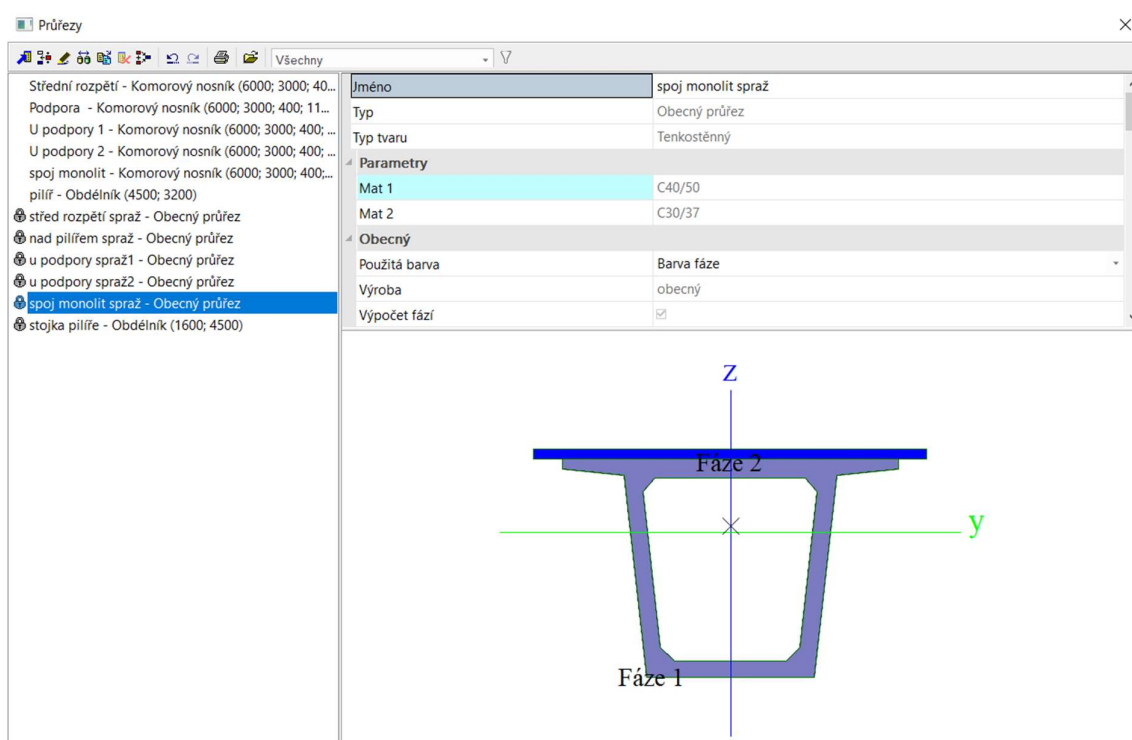 Průřezy
Všechny
Střední rozpětí - Komorový nosník (6000; 3000; 40...
Podpora - Komorový nosník (6000; 3000; 400; 11...
U podpory 1 - Komorový nosník (6000; 3000; 400; ...
U podpory 2 - Komorový nosník (6000; 3000; 400; ...
spoj monolit - Komorový nosník (6000; 3000; 400;...
pilíř - Obdélník (4500; 3200)
střed rozpětí spraž - Obecný průřez
nad pilířem spraž - Obecný průřez
u podpory spraž1 - Obecný průřez
u podpory spraž2 - Obecný průřez
spoj monolit spraž - Obecný průřez
stojka pilíře - Obdélník (1600; 4500)
Jméno spoj monolit spraž
Typ Obecný průřez
Typ tvaru Tenkostěnný
Parametry
Mat 1 C40/50
Mat 2 C30/37
Obecný
Použitá barva Barva fáze
Výroba obecný
Výpočet fází
z
Fáze 2
y
Fáze 1